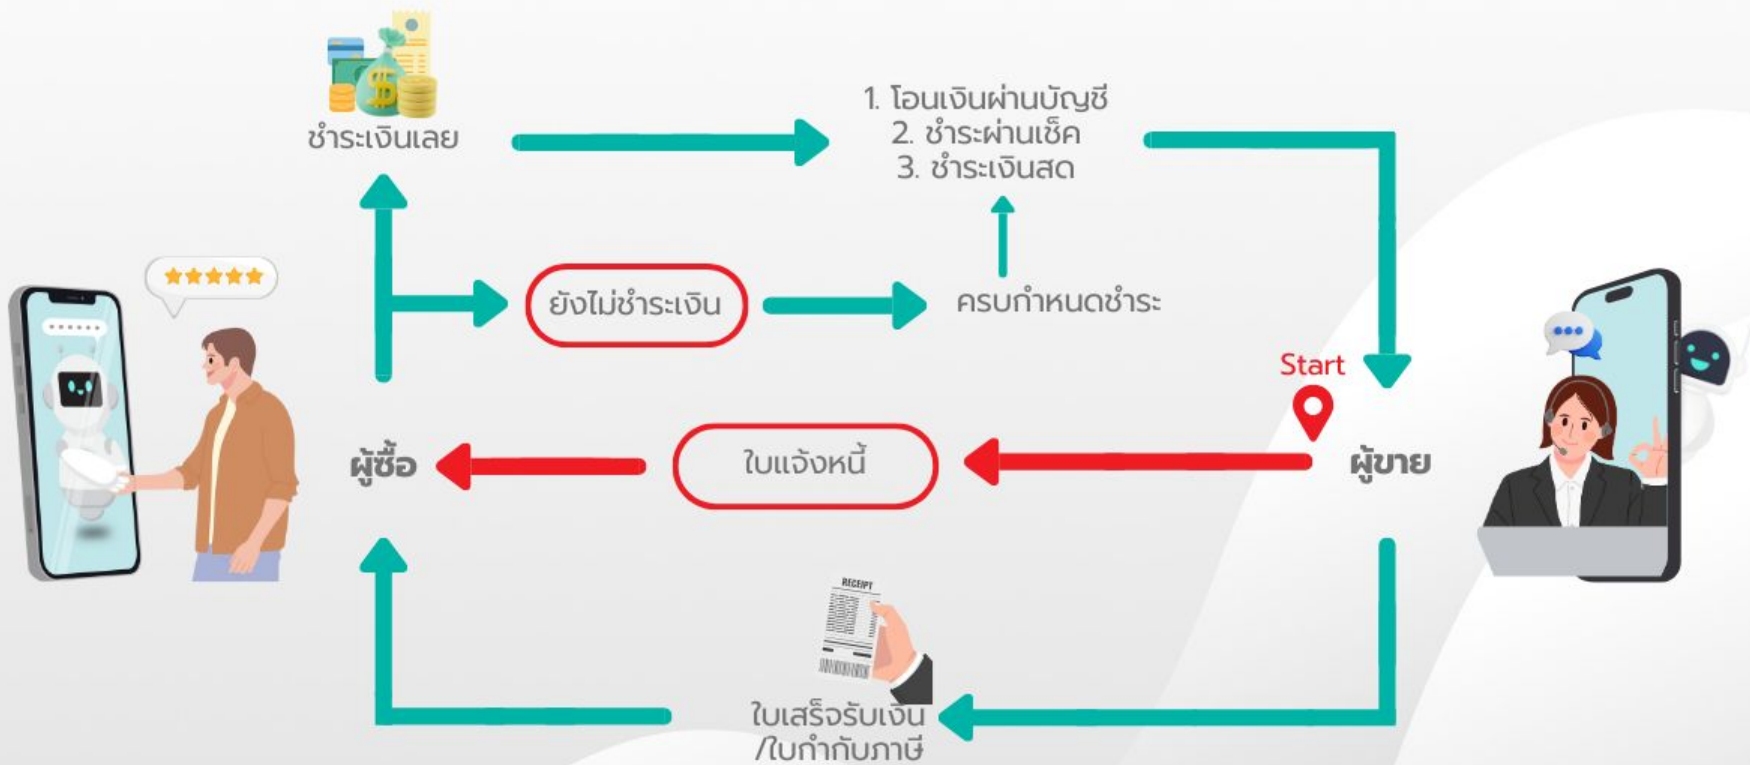 ชำระเงินเลย
1. โอนเงินผ่านบัญชี
2. ชำระผ่านเช็ค
3. ชำระเงินสด
ยังไม่ชำระเงิน
ครบกำหนดชำระ
Start
ผู้ซื้อ
ใบแจ้งหนี้
ผู้ขาย
RECEIPT
ใบเสร็จรับเงิน
/ใบกำกับภาษี